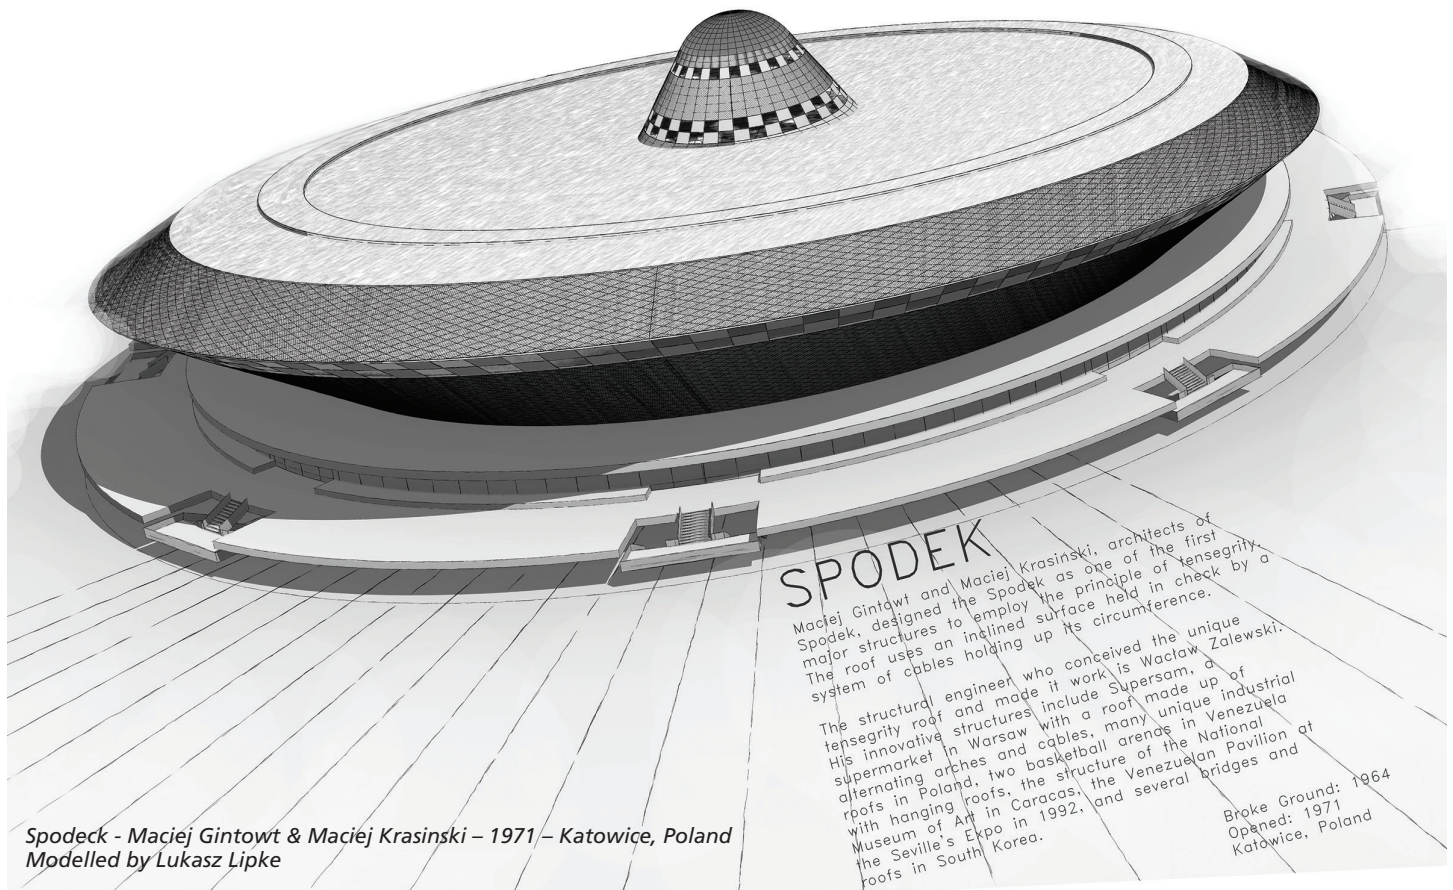 SPODEK
Maciej Gintowt and Maciej Krasiński, architects of
Spodek, designed the Spodek as one of the first
major structures to employ the principle of tensegrity.
The roof uses an inclined surface held in check by a
system of cables holding up its circumference.
The structural engineer who conceived the unique
tensegrity roof and made it work is Wacław Zalewski.
His innovative structures include Supersam, a
supermarket in Warsaw with a roof made up of
alternating arches and cables, many unique industrial
roofs in Poland, two basketball arenas in Venezuela
with hanging roofs, the structure of the National
Museum of Art in Caracas, the Venezuelan Pavilion at
the Seville's Expo in 1992, and several bridges and
roofs in South Korea.
Broke Ground: 1964
Opened: 1971
Katowice, Poland
Spodeck - Maciej Gintowt & Maciej Krasinski – 1971 – Katowice, Poland
Modelled by Lukasz Lipke